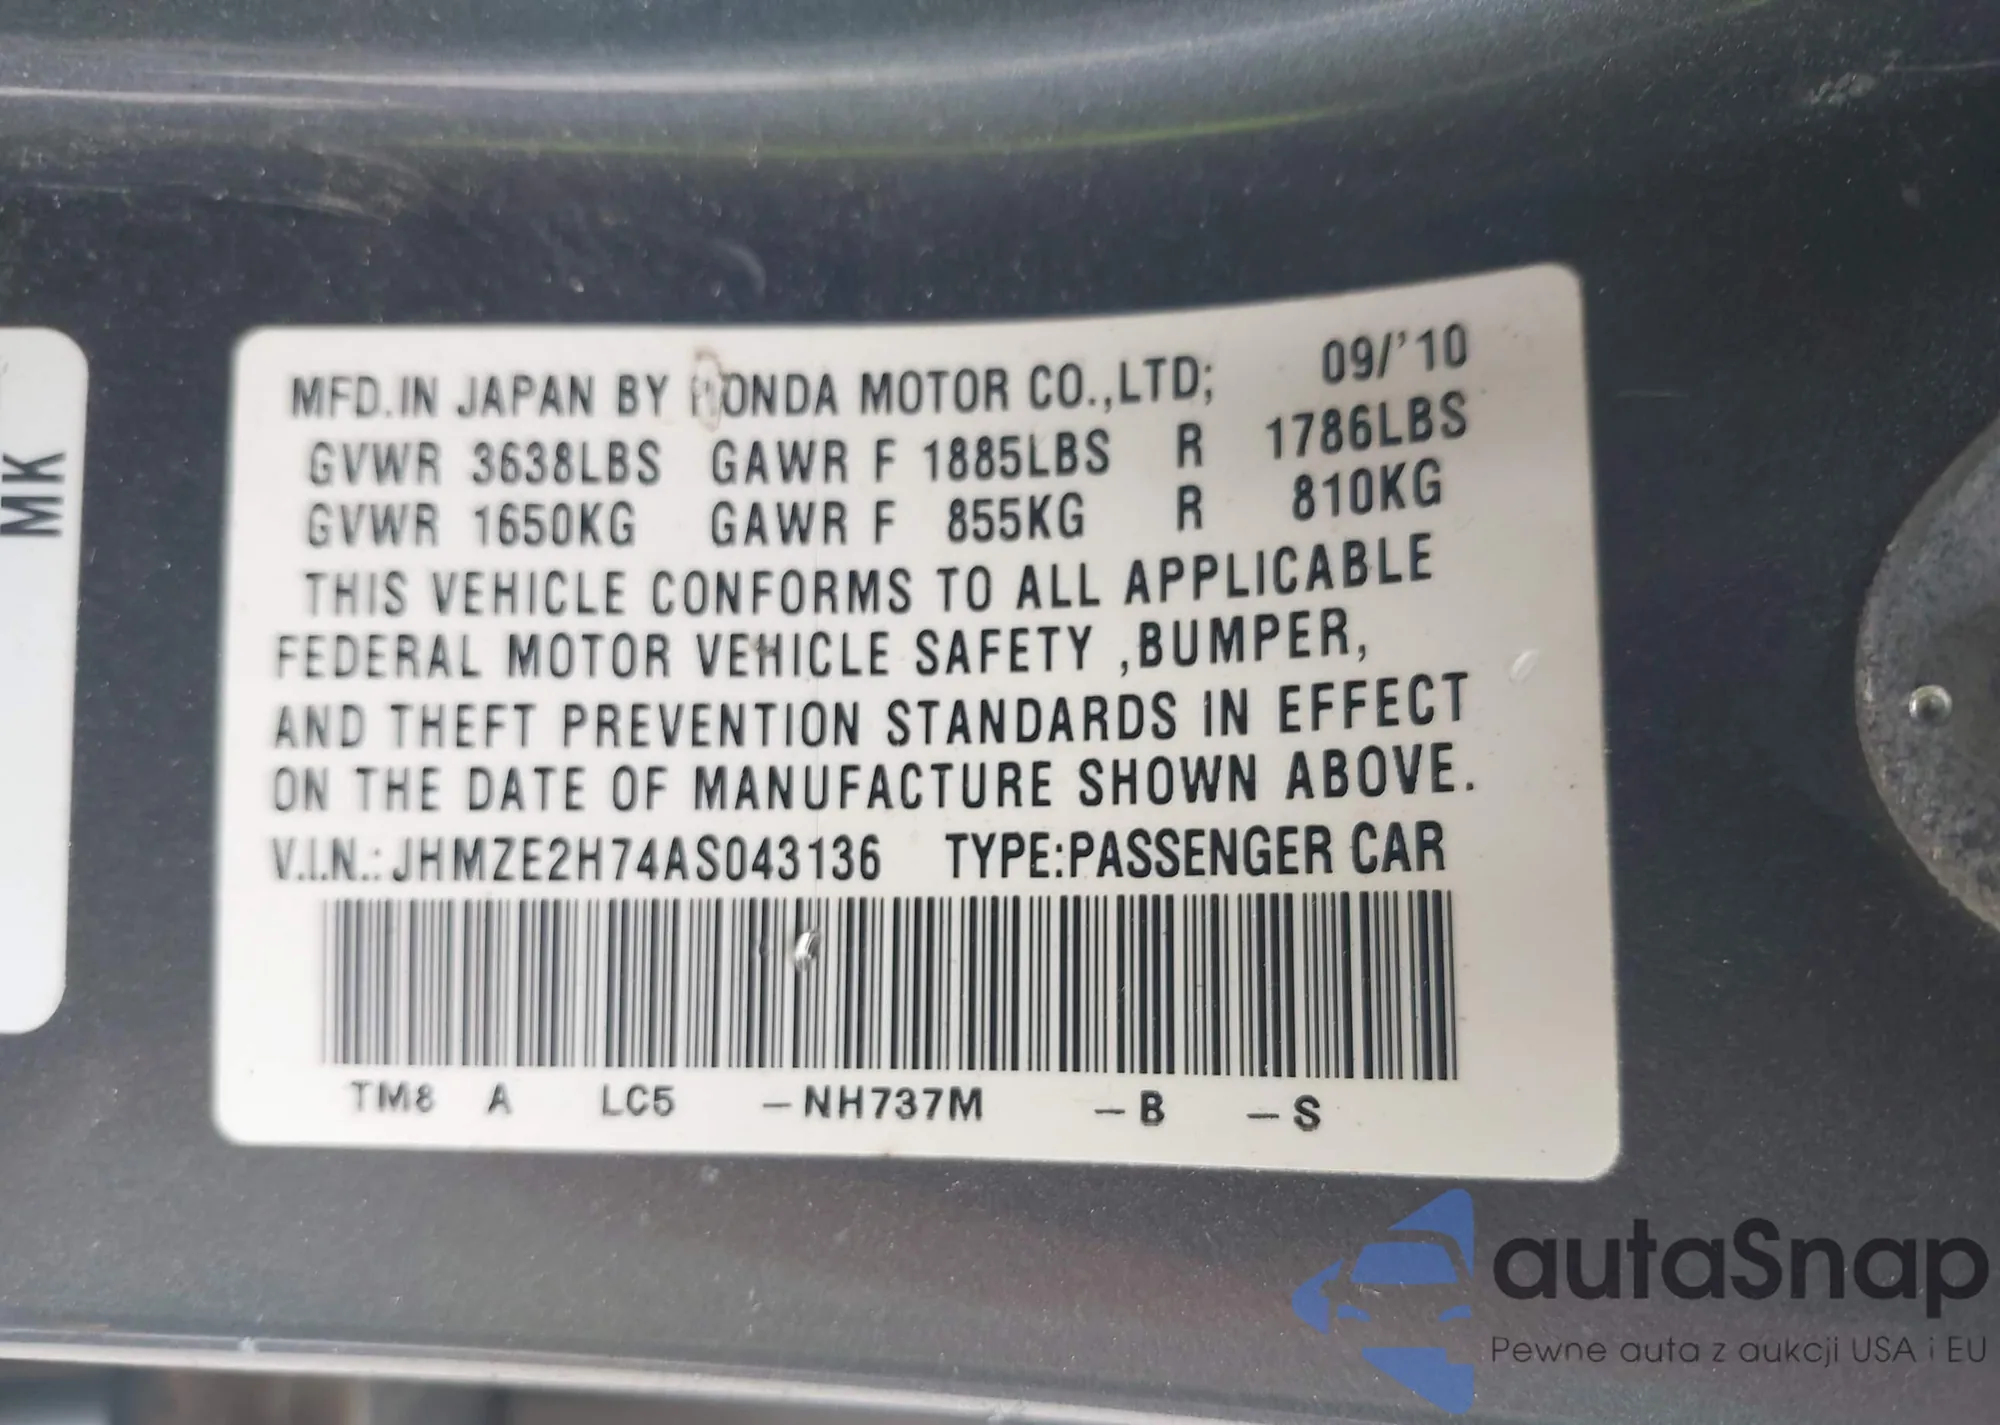 MK
MFD.IN JAPAN BY HONDA MOTOR CO.,LTD; 09/'10
GVWR 3638LBS GAWR F 1885LBS R 1786LBS
GVWR 1650KG GAWR F 855KG R 810KG
THIS VEHICLE CONFORMS TO ALL APPLICABLE
FEDERAL MOTOR VEHICLE SAFETY ,BUMPER,
AND THEFT PREVENTION STANDARDS IN EFFECT
ON THE DATE OF MANUFACTURE SHOWN ABOVE.
V.I.N.: JHMZE2H74AS043136 TYPE:PASSENGER CAR
TM8 A LC5 –NH737M –B –S
autaSnap
Pewne auta z aukcji USA i EU